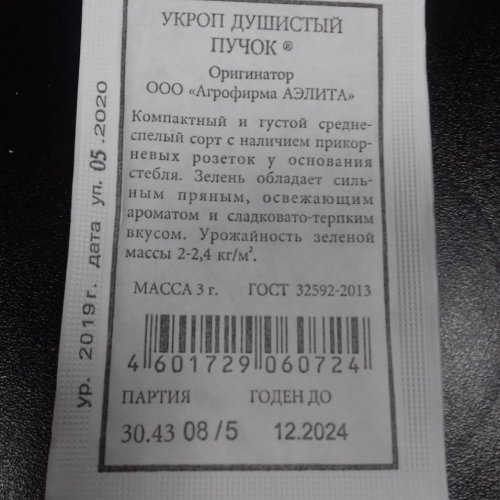 УКРОП ДУШИСТЫЙ
ПУЧОК ®
Оригинатор
ООО «Агрофирма АЭЛИТА»
Компактный и густой средне-
спелый сорт с наличием прикор-
невых розеток у основания
стебля. Зелень обладает силь-
ным пряным, освежающим
ароматом и сладковато-терпким
вкусом. Урожайность зеленой
массы 2-2,4 кг/м².
МАССА 3 г. ГОСТ 32592-2013
4 601729 060724
ПАРТИЯ ГОДЕН ДО
30.43 08/5 12.2024
ур. 2019г. дата уп. 05.2020